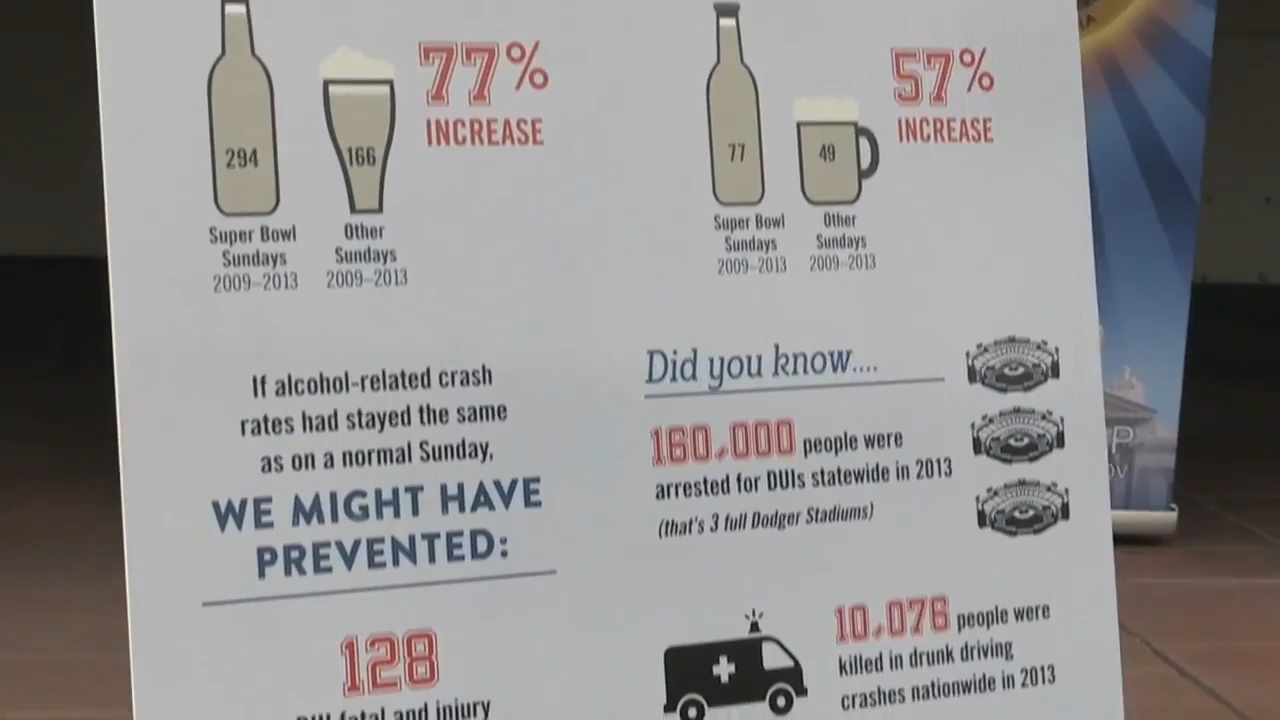 77%
INCREASE
294
166
Super Bowl
Sundays
2009–2013
Other
Sundays
2009–2013
57%
INCREASE
77
49
Super Bowl
Sundays
2009–2013
Other
Sundays
2009–2013
If alcohol-related crash
rates had stayed the same
as on a normal Sunday,
WE MIGHT HAVE
PREVENTED:
128
fatal and injury
Did you know....
160,000 people were
arrested for DUIs statewide in 2013
(that's 3 full Dodger Stadiums)
10,076 people were
killed in drunk driving
crashes nationwide in 2013